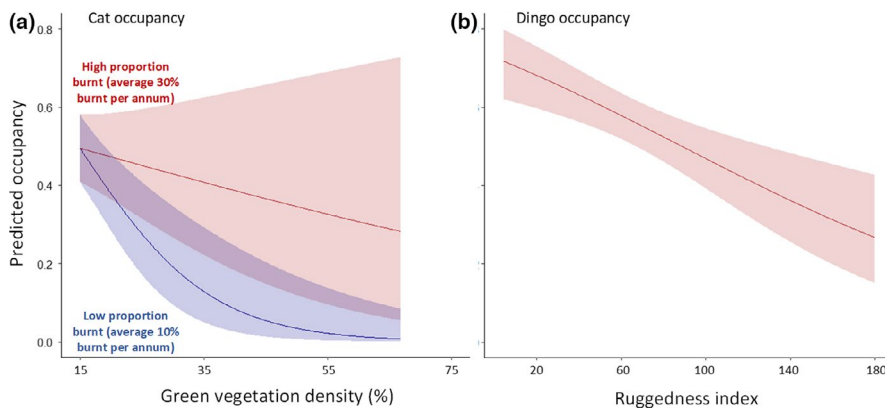 (a)
Cat occupancy
High proportion
burnt (average 30%
burnt per annum)
Low proportion
burnt (average 10%
burnt per annum)
Predicted occupancy
0.8
0.6
0.4
0.2
0.0
15
35
55
75
Green vegetation density (%)
(b)
Dingo occupancy
20
60
100
140
180
Ruggedness index